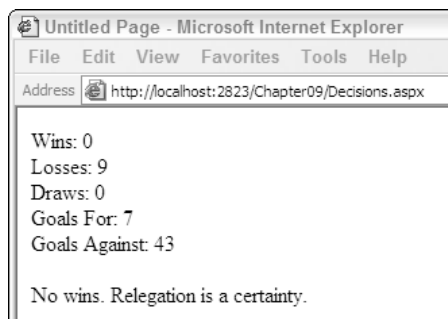 Untitled Page - Microsoft Internet Explorer
File Edit View Favorites Tools Help
Address http://localhost:2823/Chapter09/Decisions.aspx
Wins: 0
Losses: 9
Draws: 0
Goals For: 7
Goals Against: 43
No wins. Relegation is a certainty.